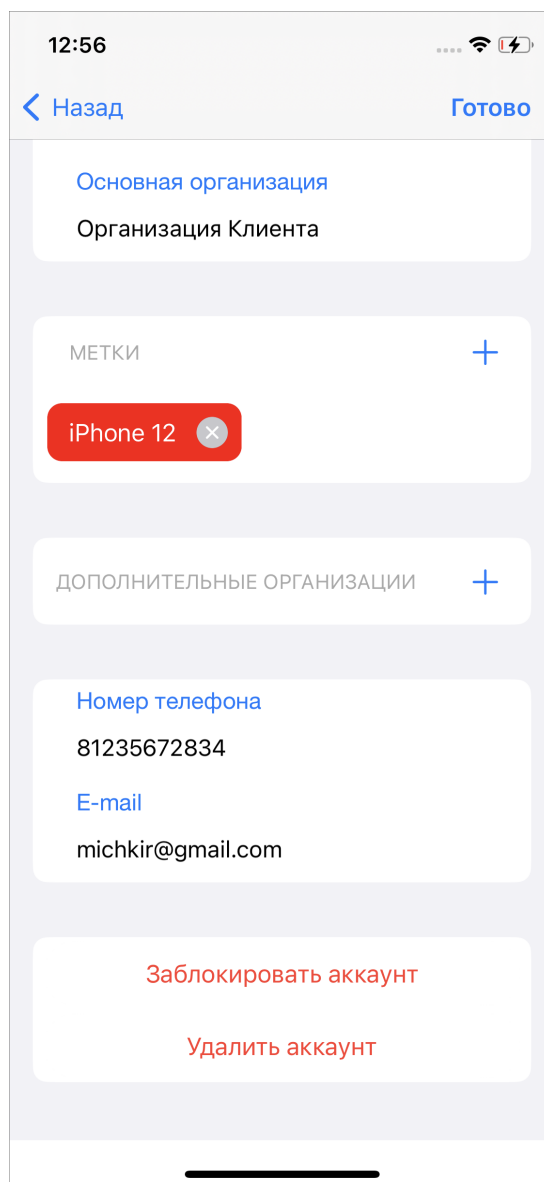 12:56
Назад
Готово
Основная организация
Организация Клиента
МЕТКИ
iPhone 12
ДОПОЛНИТЕЛЬНЫЕ ОРГАНИЗАЦИИ
Номер телефона
81235672834
E-mail
michkir@gmail.com
Заблокировать аккаунт
Удалить аккаунт